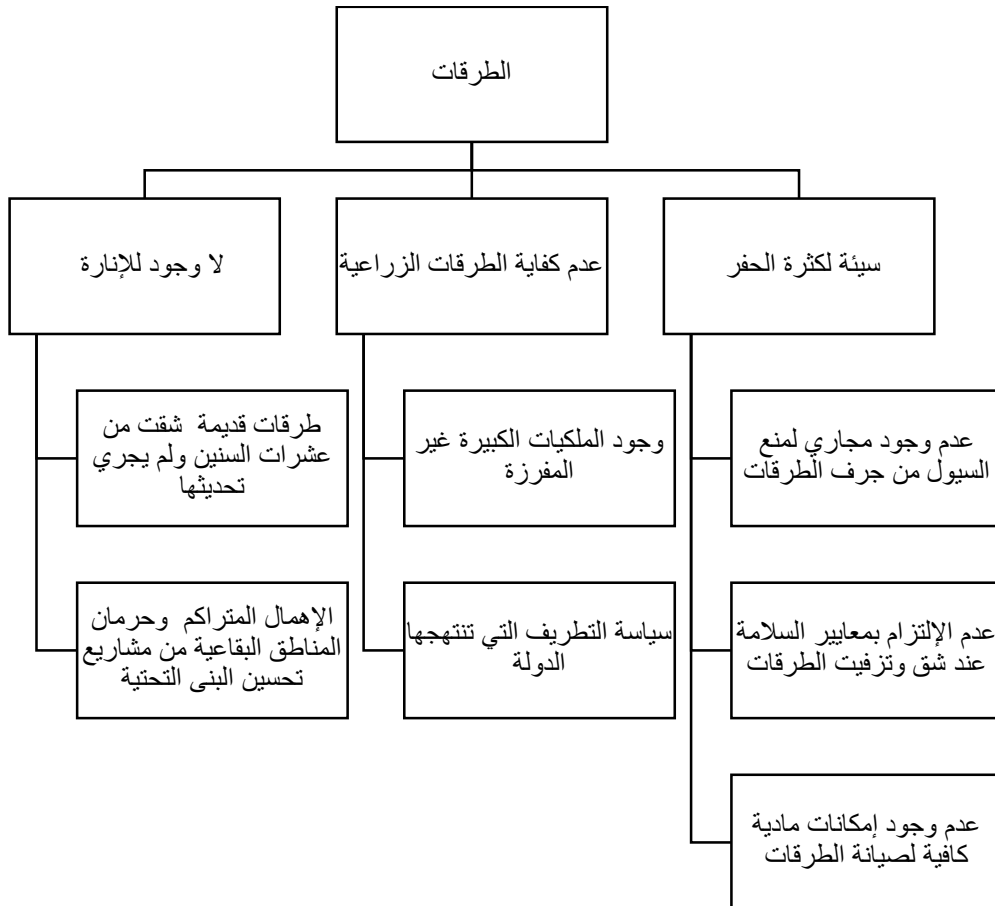 الطرقات
سيئة لكثرة الحفر
عدم وجود مجاري لمنع
السيول من جرف الطرقات
عدم الإلتزام بمعايير السلامة
عند شق وتزفيت الطرقات
عدم وجود إمكانات مادية
كافية لصيانة الطرقات
عدم كفاية الطرقات الزراعية
وجود الملكيات الكبيرة غير
المفرزة
سياسة التطريف التي تنتهجها
الدولة
لا وجود للإنارة
طرقات قديمة شقت من
عشرات السنين ولم يجري
تحديثها
الإهمال المتراكم وحرمان
المناطق البقاعية من مشاريع
تحسين البنى التحتية